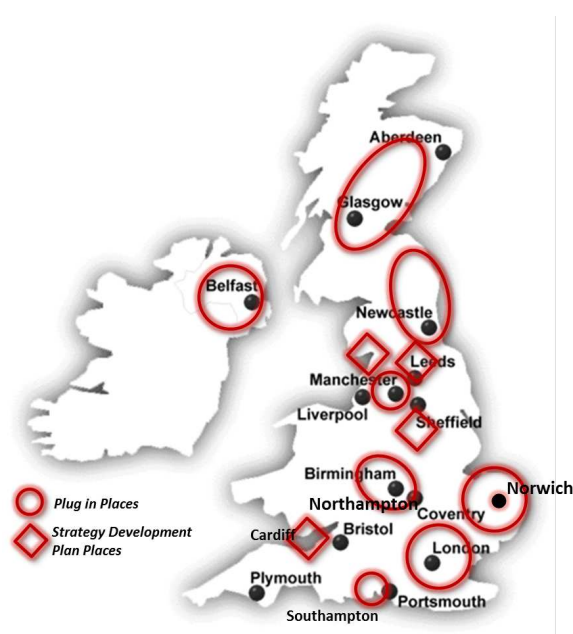 Aberdeen
Glasgow
Belfast
Newcastle
Leeds
Manchester
Liverpool
Sheffield
Birmingham
Norwich
Northampton
Coventry
Plug in Places
Strategy Development
Plan Places
Cardiff
Bristol
London
Plymouth
Portsmouth
Southampton